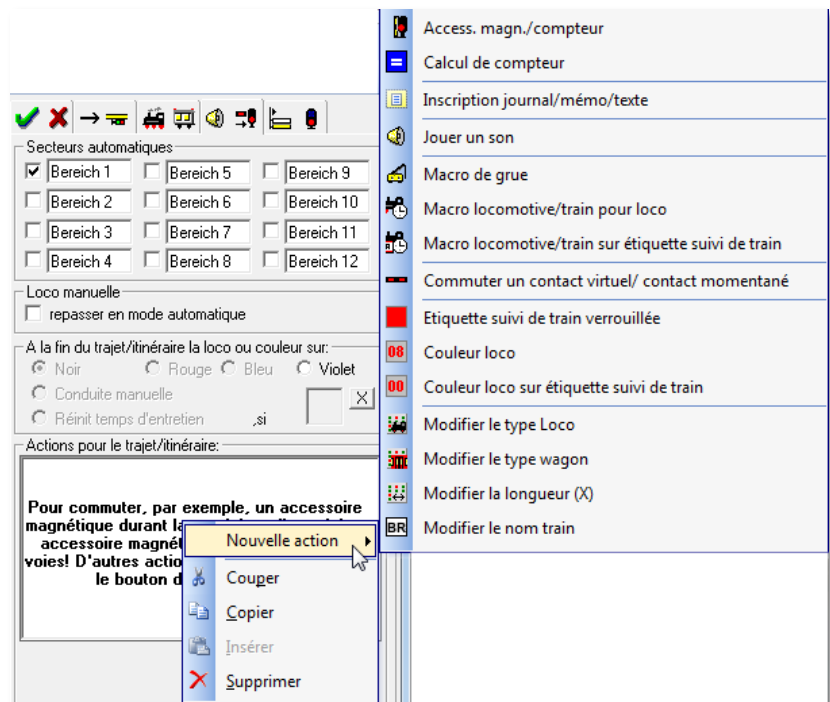 Access. magn./compteur
Calcul de compteur
Inscription journal/mémo/texte
Jouer un son
Macro de grue
Macro locomotive/train pour loco
Macro locomotive/train sur étiquette suivi de train
Commuter un contact virtuel/ contact momentané
Etiquette suivi de train verrouillée
08 Couleur loco
00 Couleur loco sur étiquette suivi de train
Modifier le type Loco
Modifier le type wagon
Modifier la longueur (X)
BR Modifier le nom train
Secteurs automatiques
Bereich 1 Bereich 5 Bereich 9
Bereich 2 Bereich 6 Bereich 10
Bereich 3 Bereich 7 Bereich 11
Bereich 4 Bereich 8 Bereich 12
Loco manuelle
repasser en mode automatique
A la fin du trajet/itinéraire la loco ou couleur sur:
Noir Rouge Bleu Violet
Conduite manuelle
X
Réinit temps d'entretien ,si
Actions pour le trajet/itinéraire:
Pour commuter, par exemple, un accessoire
magnétique durant
accessoire
voies! D'autres
le bouton
Nouvelle action
Couper
Copier
Insérer
Supprimer